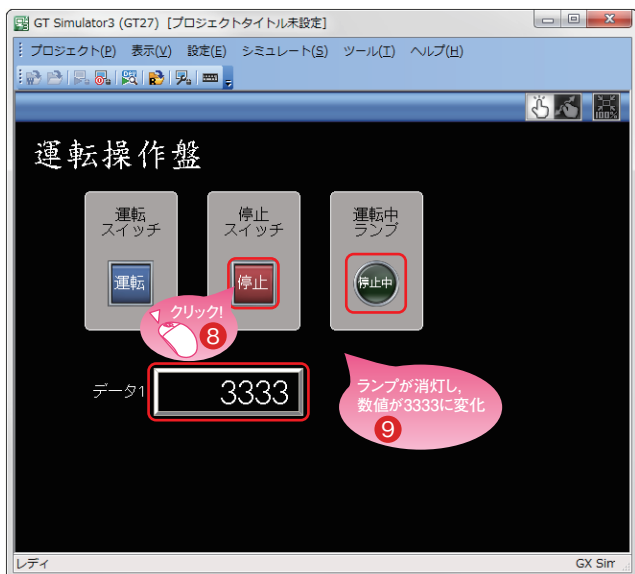 GT Simulator3 (GT27) [プロジェクトタイトル未設定]
プロジェクト(P) 表示(V) 設定(E) シミュレート(S) ツール(T) ヘルプ(H)
100%
運転操作盤
運転
スイッチ
停止
スイッチ
運転中
ランプ
運転
停止
停止中
クリック!
8
データ1
3333
ランプが消灯し,
数値が3333に変化
9
レディ
GX Sim